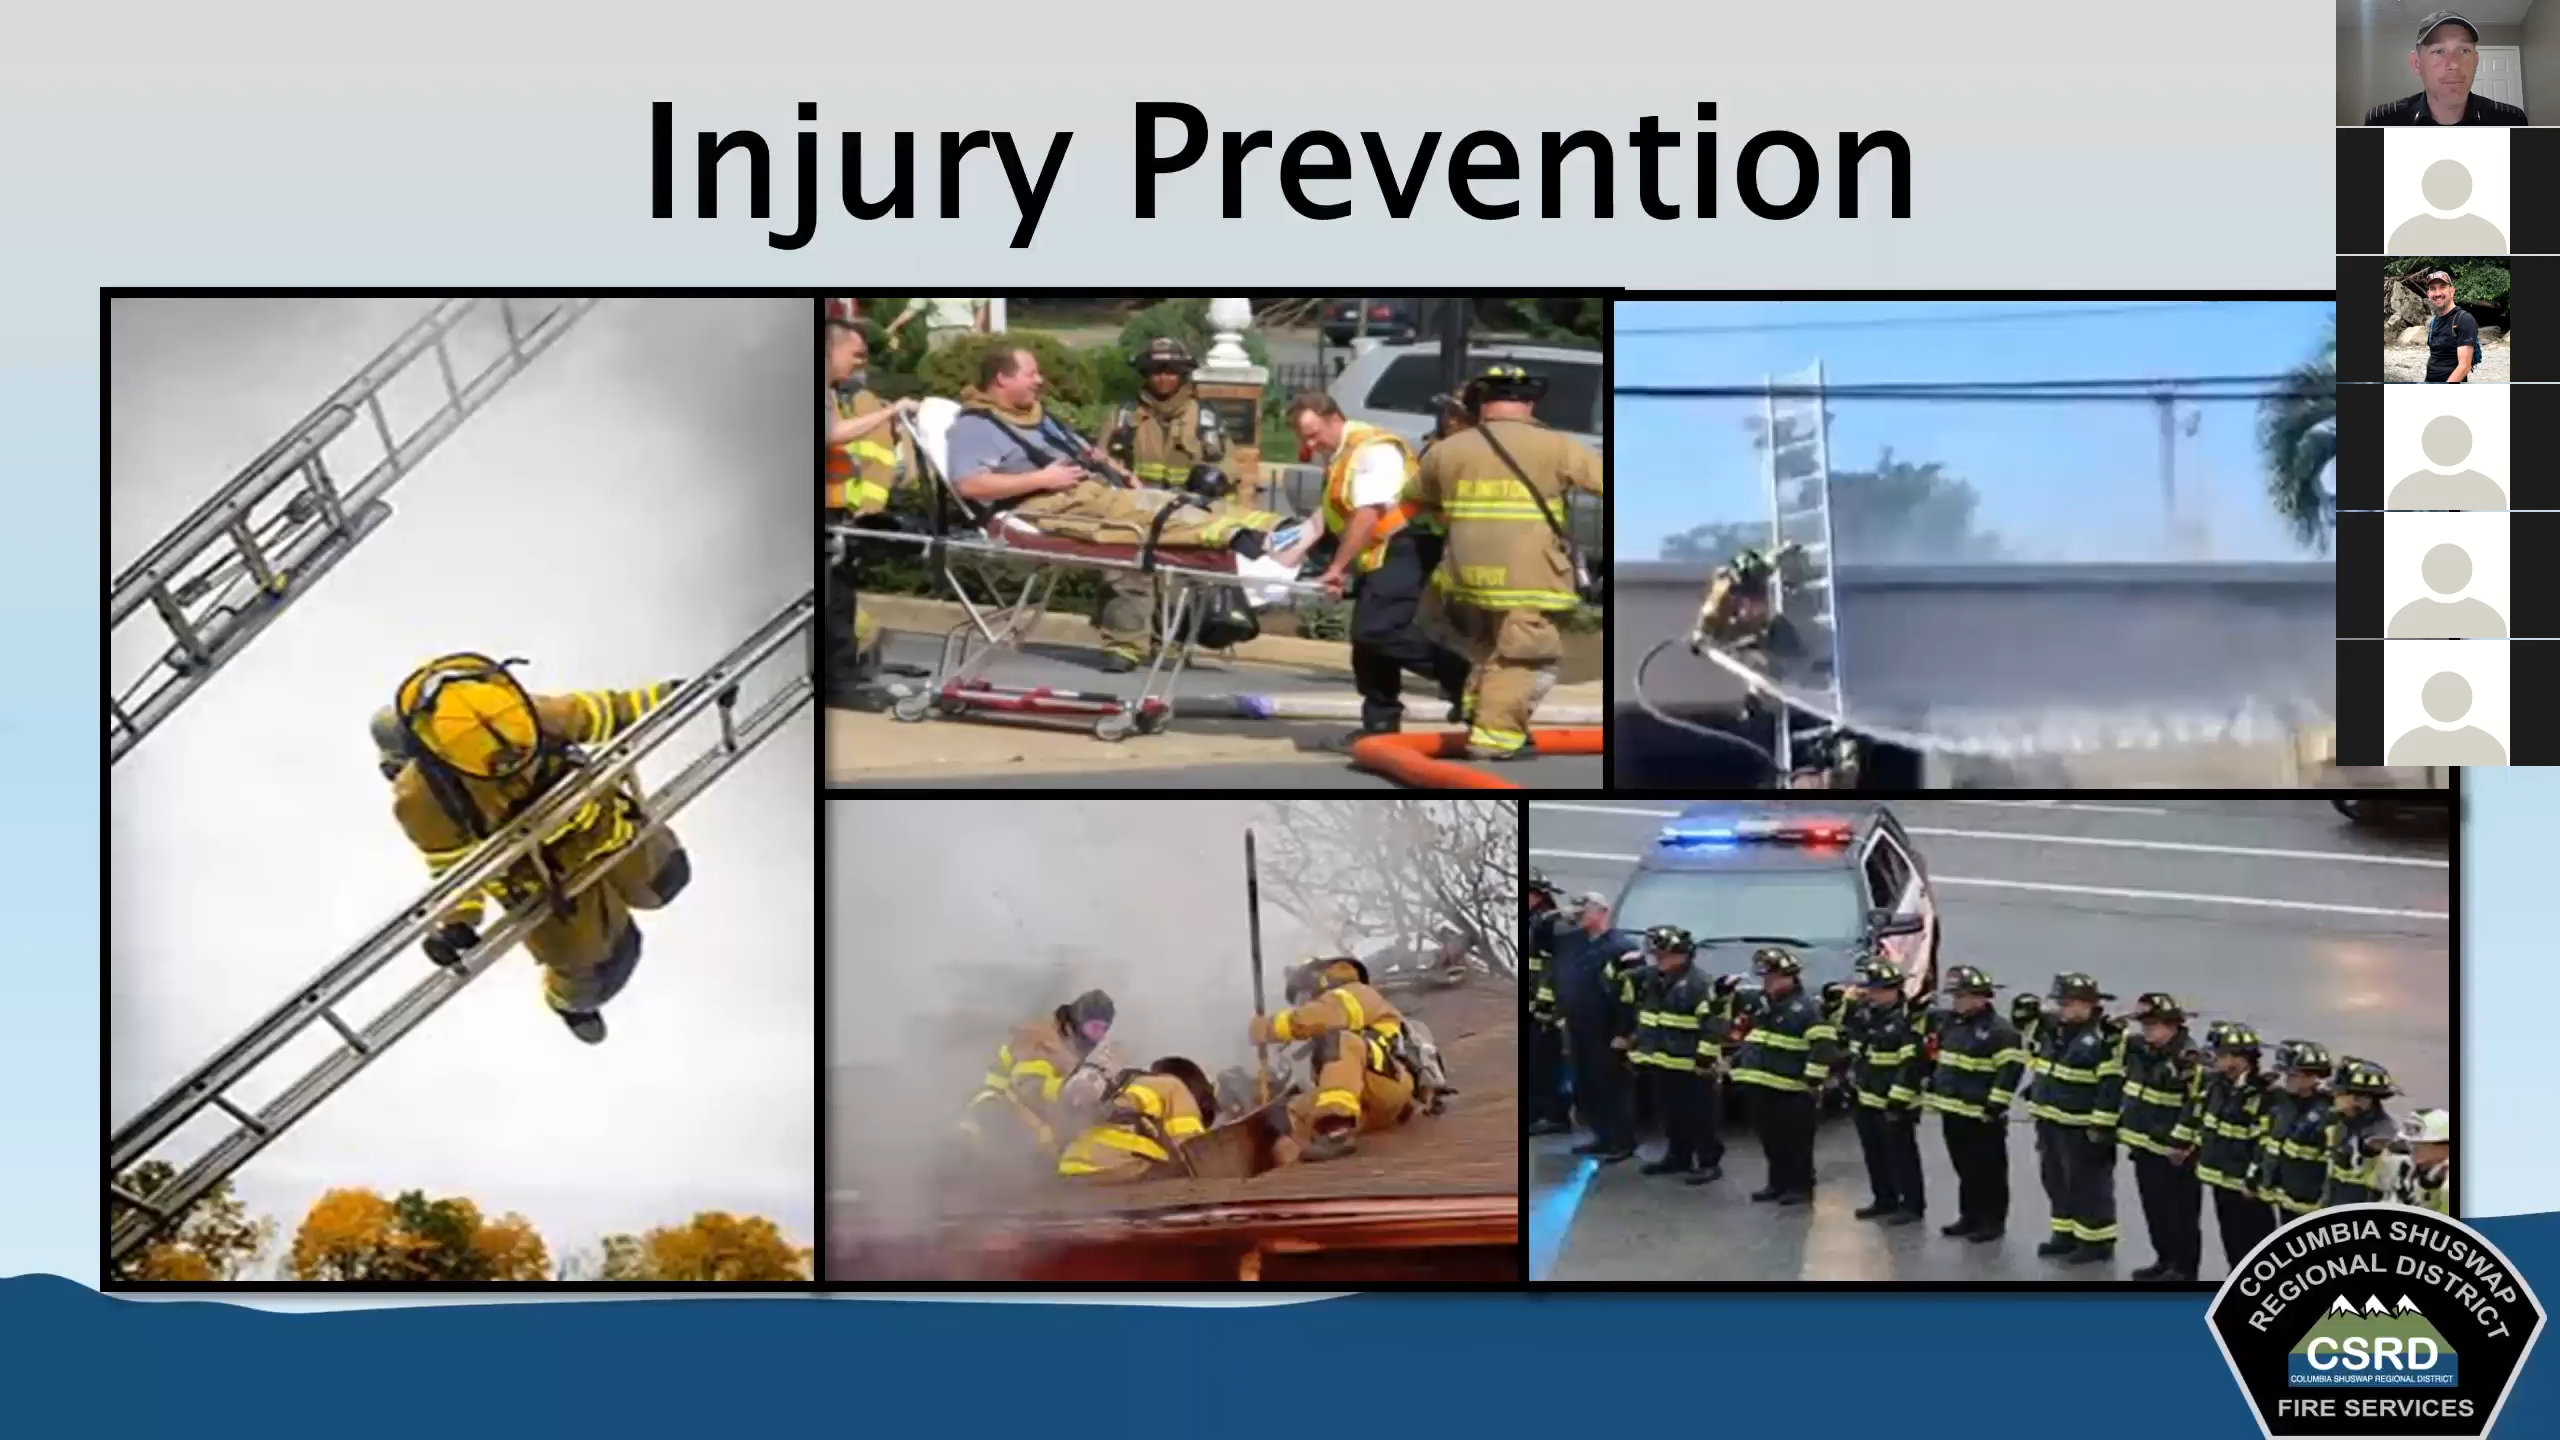 Injury Prevention
COLUMBIA SHUSWAP
REGIONAL DISTRICT
CSRD
COLUMBIA SHUSWAP REGIONAL DISTRICT
FIRE SERVICES